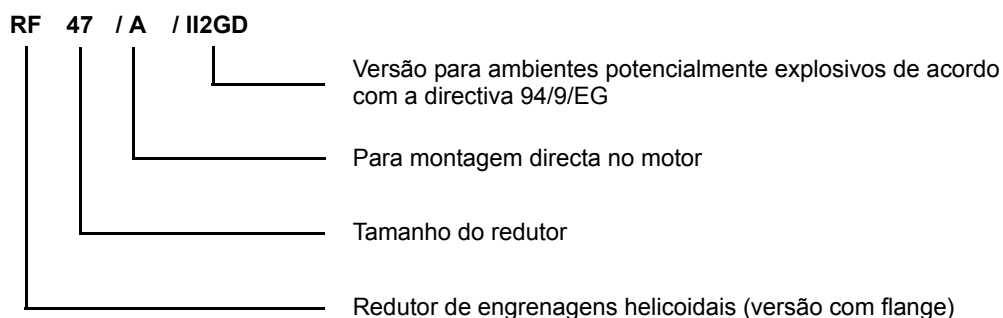 RF 47 / A / II2GD
Versão para ambientes potencialmente explosivos de acordo
com a directiva 94/9/EG
Para montagem directa no motor
Tamanho do redutor
Redutor de engrenagens helicoidais (versão com flange)